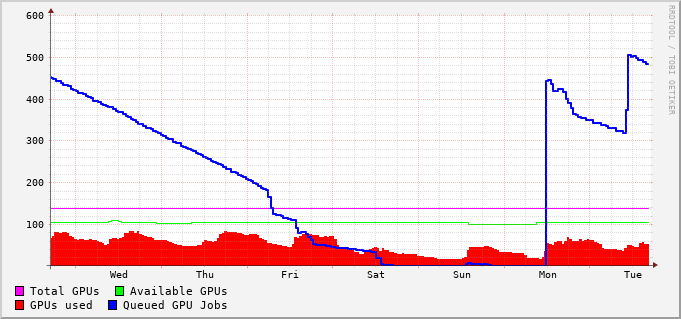 600
500
400
300
200
100
Wed Thu Fri Sat Sun Mon Tue
Total GPUs Available GPUs
GPUs used Queued GPU Jobs
RRDTOOL / TOBI OETIKER